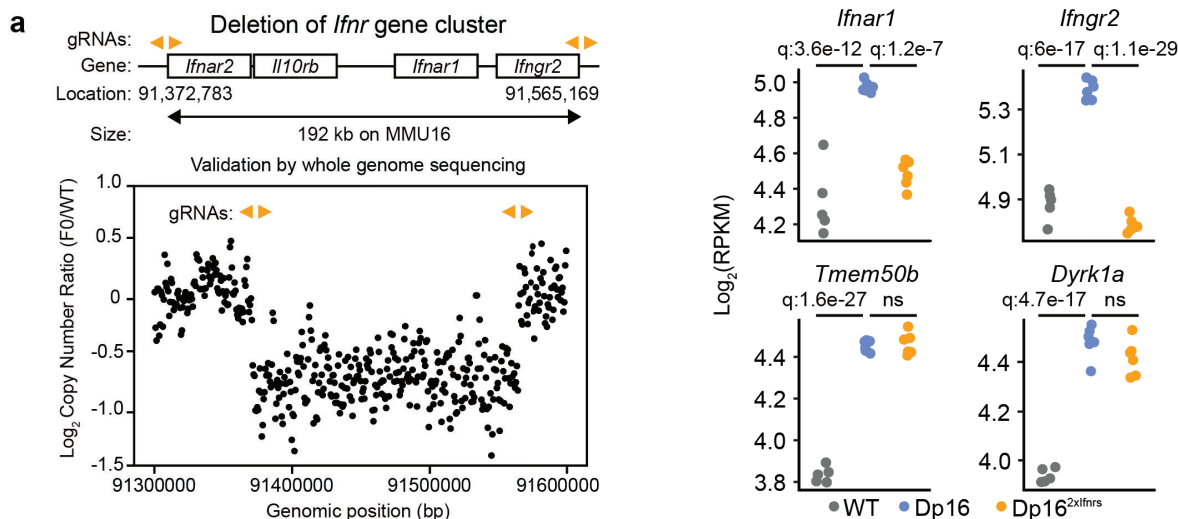 a
Deletion of Ifnr gene cluster
gRNAs:
Gene: Ifnar2 Il10rb Ifnar1 Ifngr2
Location: 91,372,783 91,565,169
Size: 192 kb on MMU16
Validation by whole genome sequencing
gRNAs:
Log2 Copy Number Ratio (F0/WT)
1.0
0.5
0
-0.5
-1.0
-1.5
91300000 91400000 91500000 91600000
Genomic position (bp)
Log2(RPKM)
Ifnar1
q:3.6e-12 q:1.2e-7
5.0
4.8
4.6
4.4
4.2
Ifngr2
q:6e-17 q:1.1e-29
5.3
5.1
4.9
Tmem50b
q:1.6e-27 ns
4.4
4.2
4.0
3.8
Dyrk1a
q:4.7e-17 ns
4.4
4.2
4.0
WT Dp16 Dp16 2xIfnrs